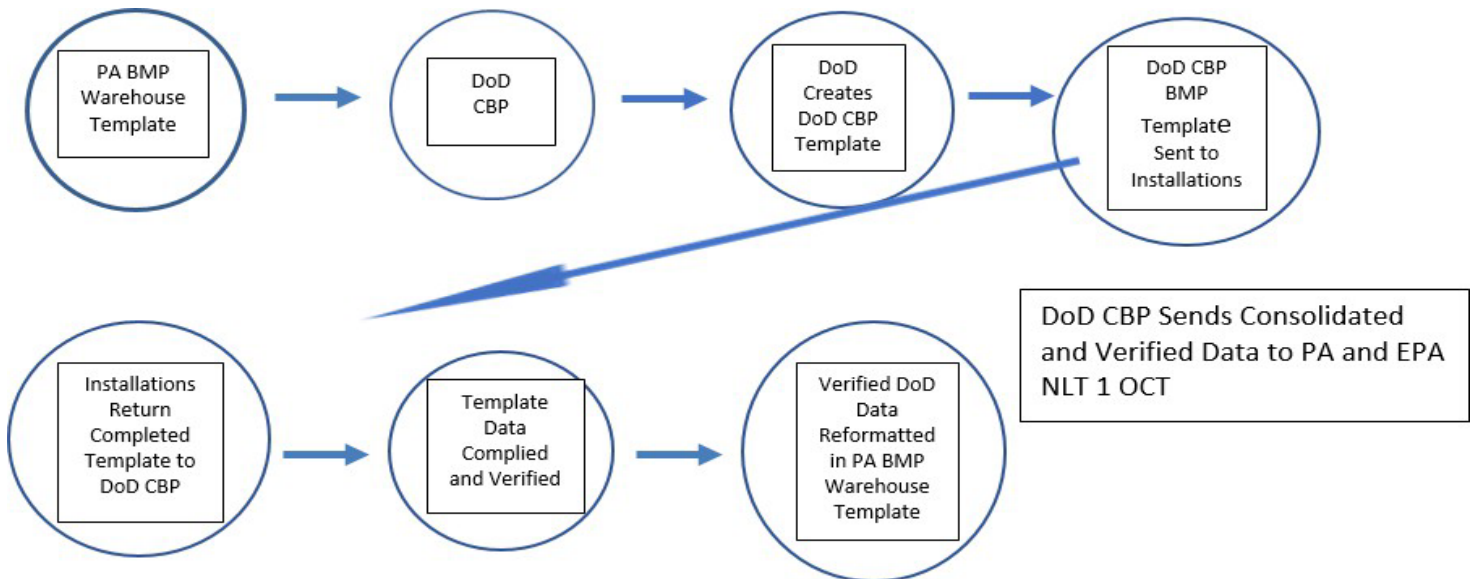 PA BMP
Warehouse
Template
DoD
CBP
DoD
Creates
DoD CBP
Template
DoD CBP
BMP
Template
Sent to
Installations
Installations
Return
Completed
Template to
DoD CBP
Template
Data
Complied
and Verified
Verified DoD
Data
Reformatted
in PA BMP
Warehouse
Template
DoD CBP Sends Consolidated
and Verified Data to PA and EPA
NLT 1 OCT